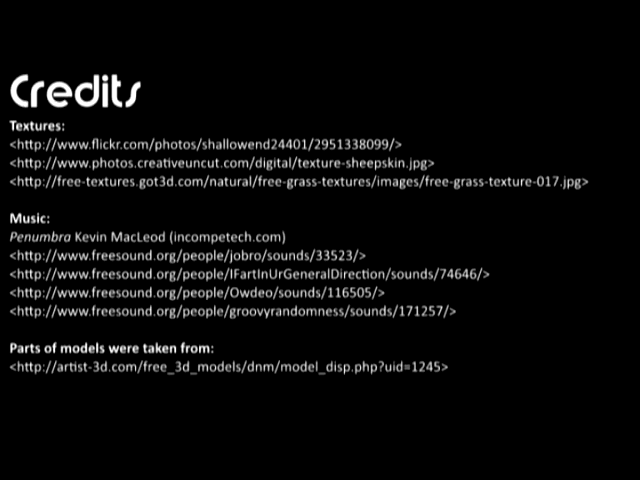 Credits
Textures:
<http://www.flickr.com/photos/shallowend24401/2951338099/>
<http://www.photos.creativeuncut.com/digital/texture-sheepskin.jpg>
<http://free-textures.got3d.com/natural/free-grass-textures/images/free-grass-texture-017.jpg>
Music:
Penumbra Kevin MacLeod (incompetech.com)
<http://www.freesound.org/people/jobro/sounds/33523/>
<http://www.freesound.org/people/IFartInUrGeneralDirection/sounds/74646/>
<http://www.freesound.org/people/Owdeo/sounds/116505/>
<http://www.freesound.org/people/groovyrandomness/sounds/171257/>
Parts of models were taken from:
<http://artist-3d.com/free_3d_models/dnm/model_disp.php?uid=1245>